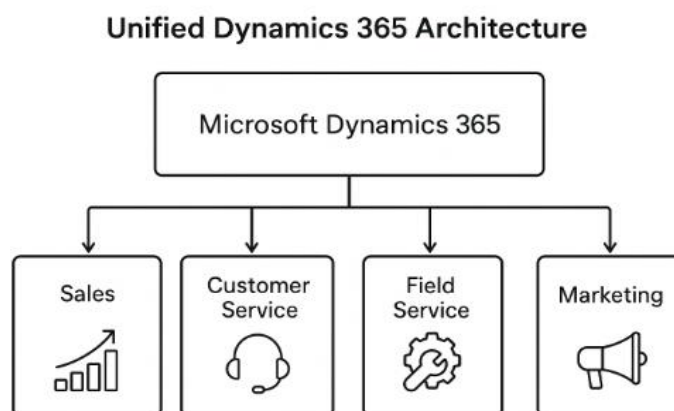 Unified Dynamics 365 Architecture
Microsoft Dynamics 365
Sales
Customer
Service
Field
Service
Marketing